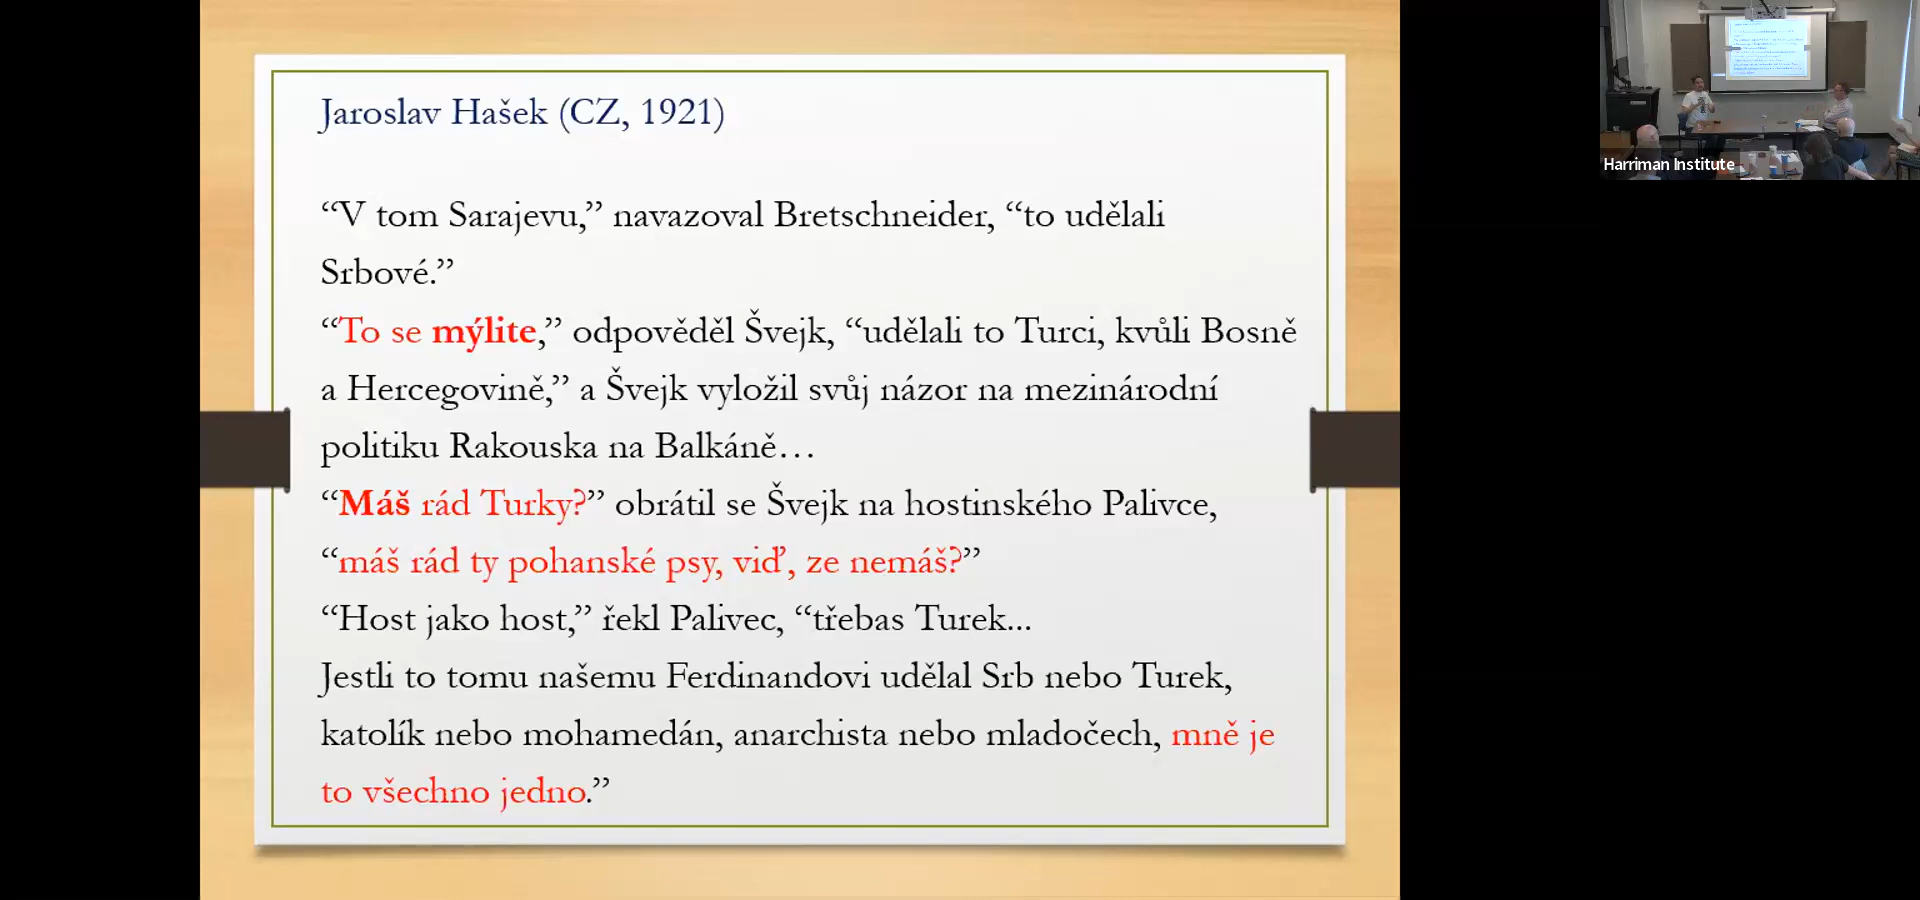 Jaroslav Hašek (CZ, 1921)
“V tom Sarajevu,” navazoval Bretschneider, “to udělali
Srbové.”
“To se mýlite,” odpověděl Švejk, “udělali to Turci, kvůli Bosně
a Hercegovině,” a Švejk vyložil svůj názor na mezinárodní
politiku Rakouska na Balkáně…
“Máš rád Turky?” obrátil se Švejk na hostinského Palivce,
“máš rád ty pohanské psy, viď, ze nemáš?”
“Host jako host,” řekl Palivec, “třebas Turek...
Jestli to tomu našemu Ferdinandovi udělal Srb nebo Turek,
katolík nebo mohamedán, anarchista nebo mladočech, mně je
to všechno jedno.”
Harriman Institute